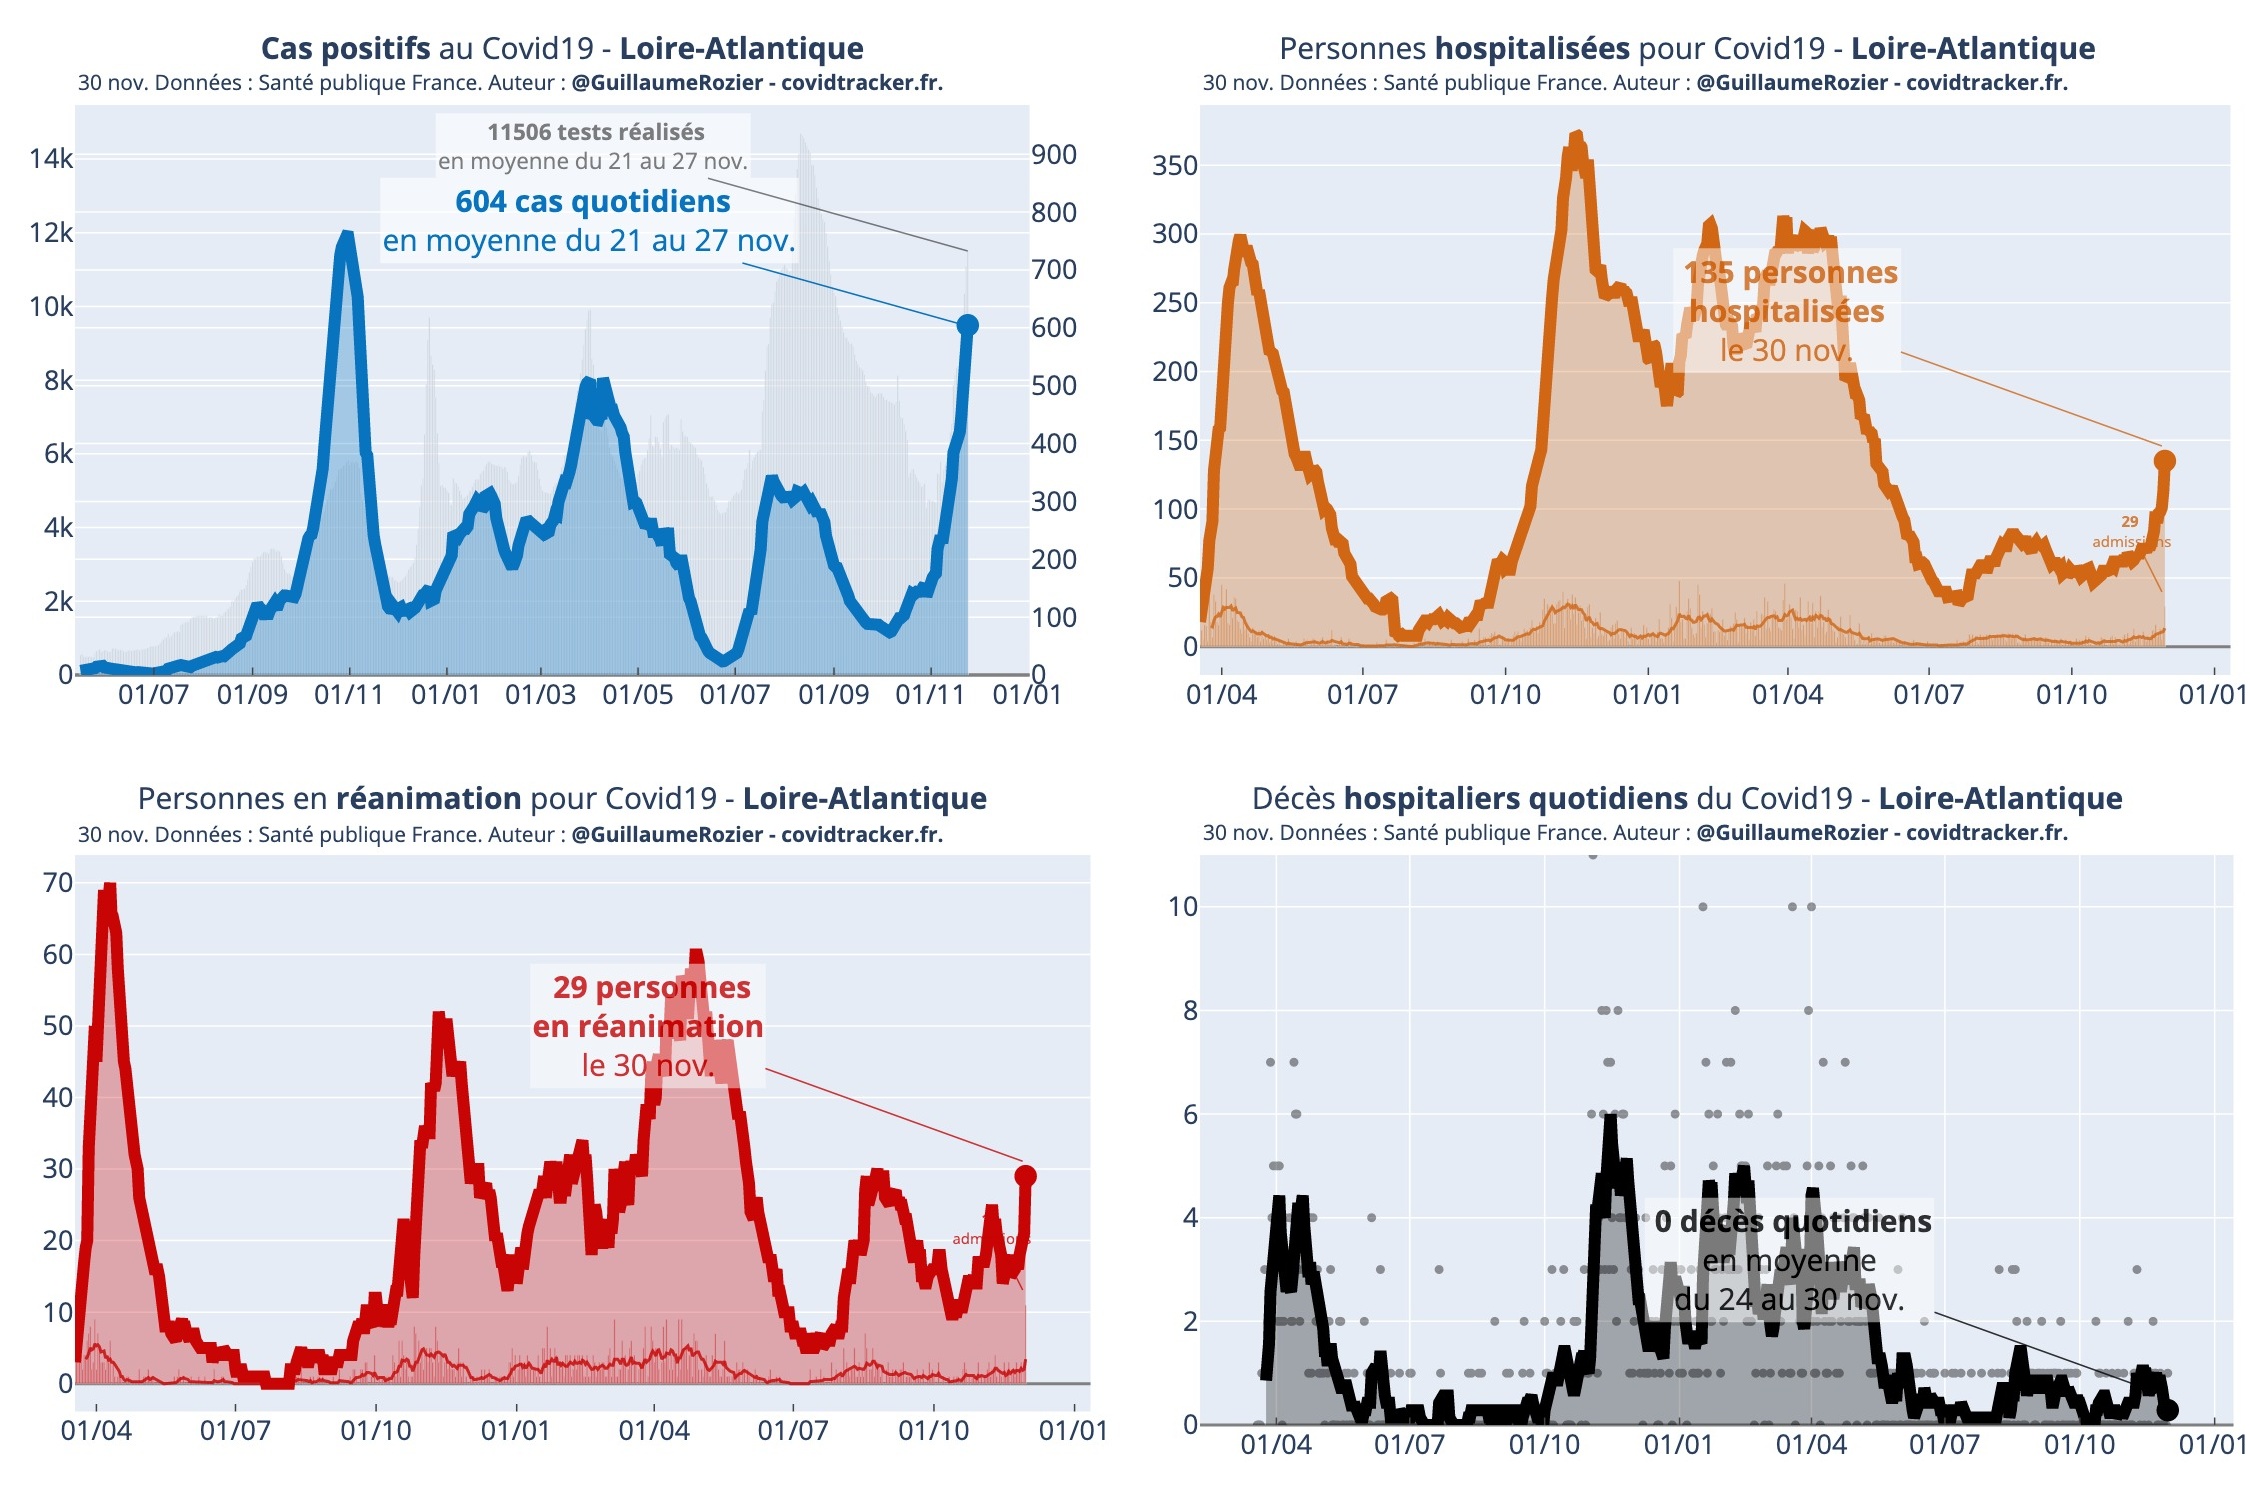 Cas positifs au Covid19 - Loire-Atlantique
30 nov. Données : Santé publique France. Auteur : @GuillaumeRozier - covidtracker.fr.
11506 tests réalisés
en moyenne du 21 au 27 nov.
604 cas quotidiens
en moyenne du 21 au 27 nov.
14k
12k
10k
8k
6k
4k
2k
0
900
800
700
600
500
400
300
200
100
0
01/07 01/09 01/11 01/01 01/03 01/05 01/07 01/09 01/11 01/01
Personnes hospitalisées pour Covid19 - Loire-Atlantique
30 nov. Données : Santé publique France. Auteur : @GuillaumeRozier - covidtracker.fr.
135 personnes
hospitalisées
le 30 nov.
29
admissions
350
300
250
200
150
100
50
0
01/04 01/07 01/10 01/01 01/04 01/07 01/10 01/01
Personnes en réanimation pour Covid19 - Loire-Atlantique
30 nov. Données : Santé publique France. Auteur : @GuillaumeRozier - covidtracker.fr.
29 personnes
en réanimation
le 30 nov.
admissions
70
60
50
40
30
20
10
0
01/04 01/07 01/10 01/01 01/04 01/07 01/10 01/01
Décès hospitaliers quotidiens du Covid19 - Loire-Atlantique
30 nov. Données : Santé publique France. Auteur : @GuillaumeRozier - covidtracker.fr.
0 décès quotidiens
en moyenne
du 24 au 30 nov.
10
8
6
4
2
0
01/04 01/07 01/10 01/01 01/04 01/07 01/10 01/01